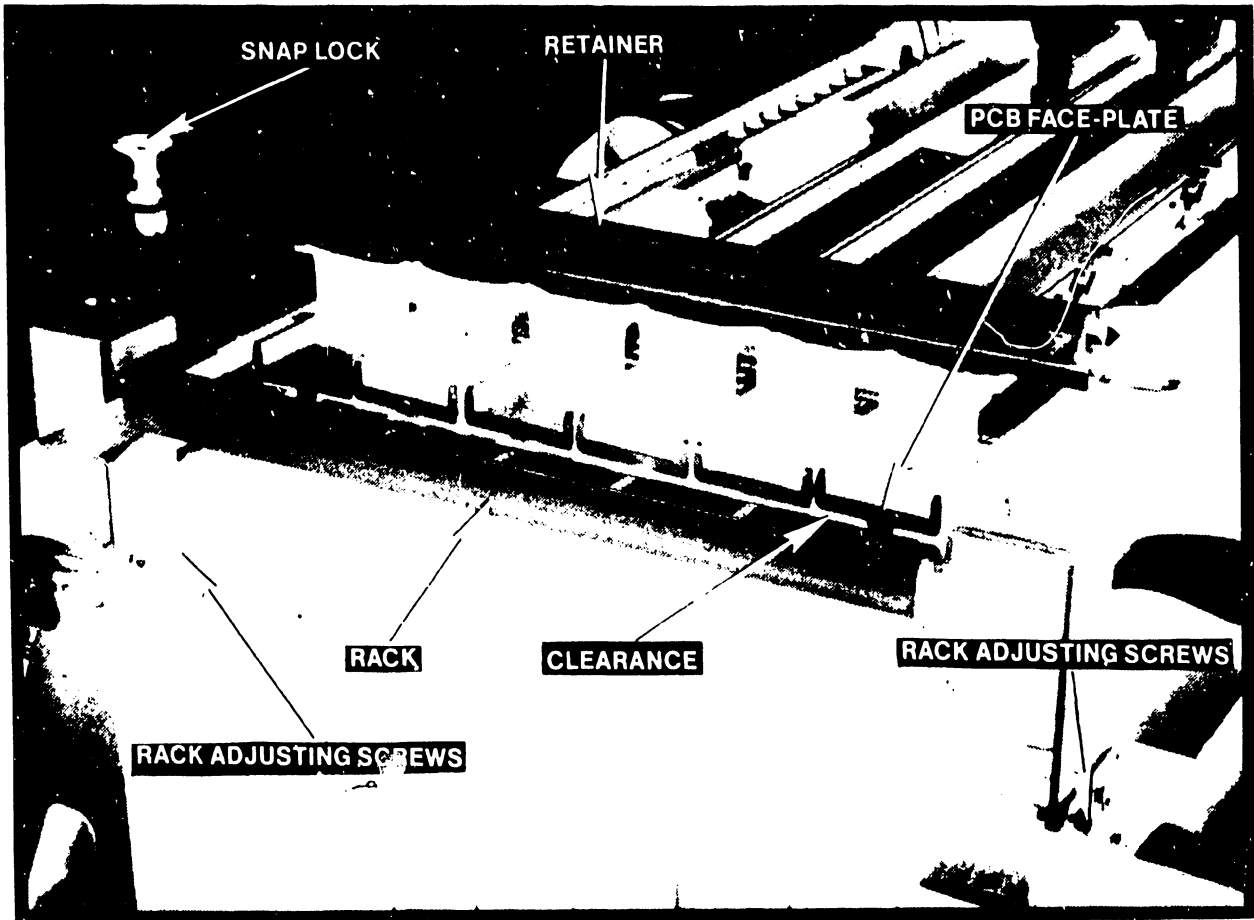 SNAP LOCK
RETAINER
PCB FACE-PLATE
RACK
CLEARANCE
RACK ADJUSTING SCREWS
RACK ADJUSTING SCREWS